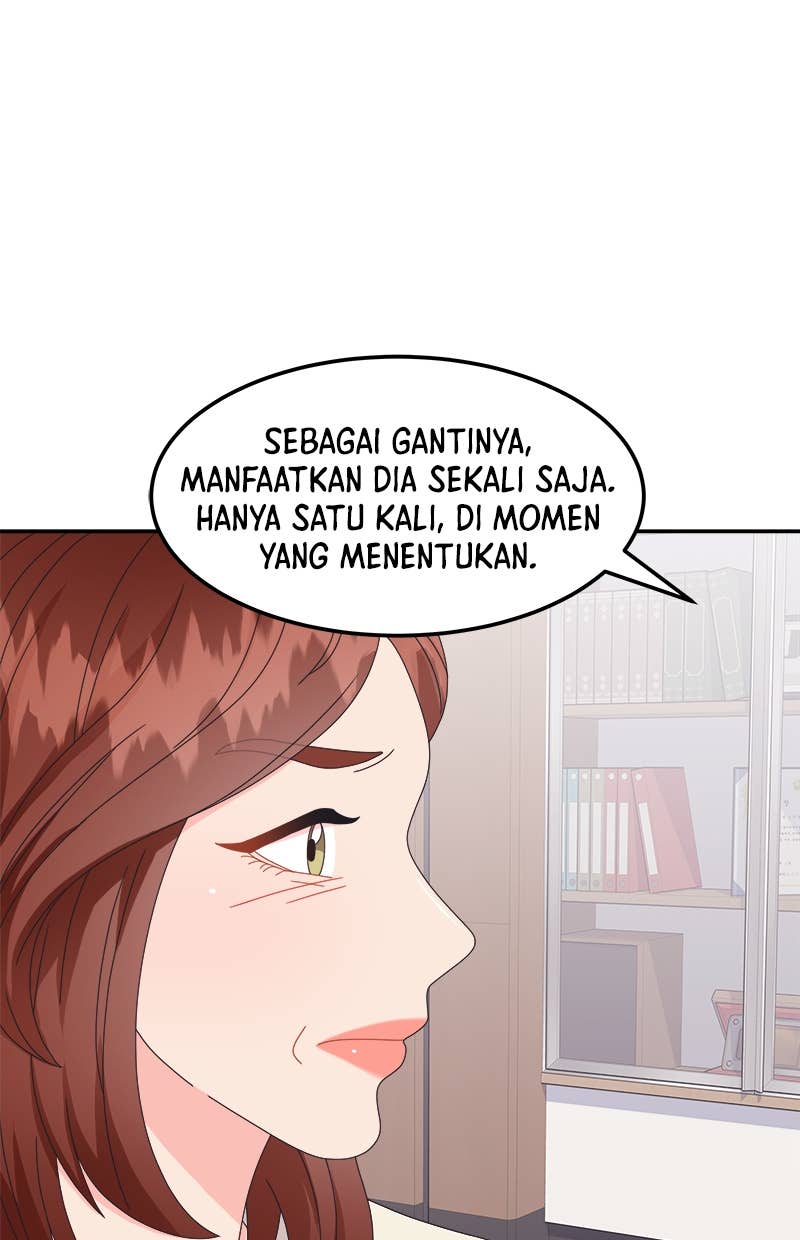 SEBAGAI GANTINYA,
MANFAATKAN DIA SEKALI SAJA.
HANYA SATU KALI, DI MOMEN
YANG MENENTUKAN.